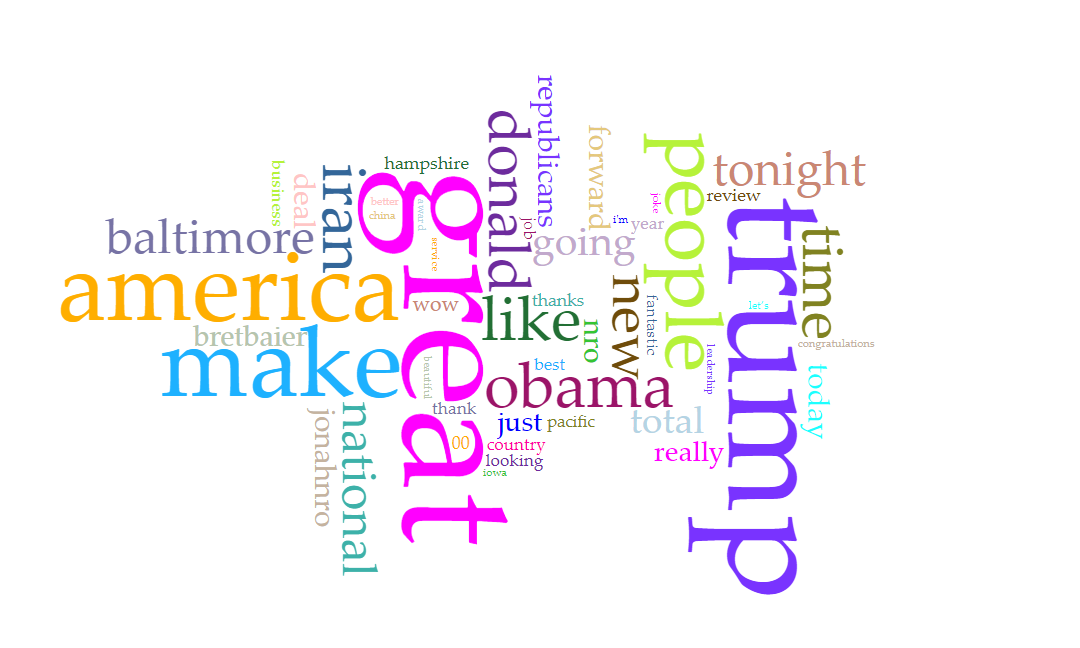 republicans
donald
forward
people
tonight
hampshire
iran
great
business
deal
better
china
award
service
job
i'm
year
joke
review
baltimore
going
trump
time
america
wow
like
thanks
new
nro
fantastic
let's
congratulations
bretbaier
make
best
obama
beautiful
leadership
today
national
jonahnro
thank
00
just
pacific
total
country
looking
iowa
really